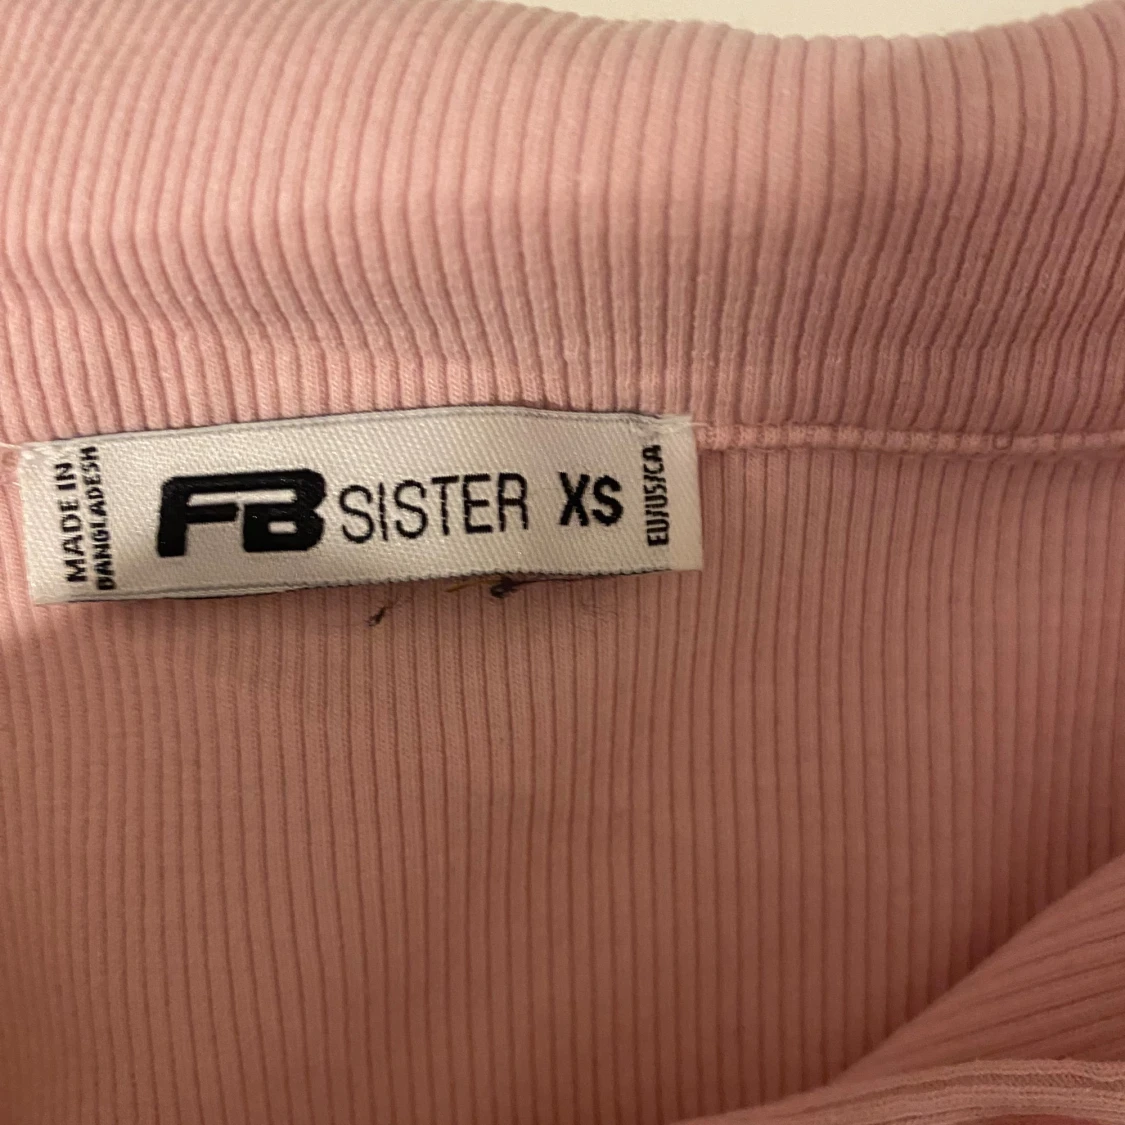 MADE IN
BANGLADESH
FB SISTER XS
EU/US/CA